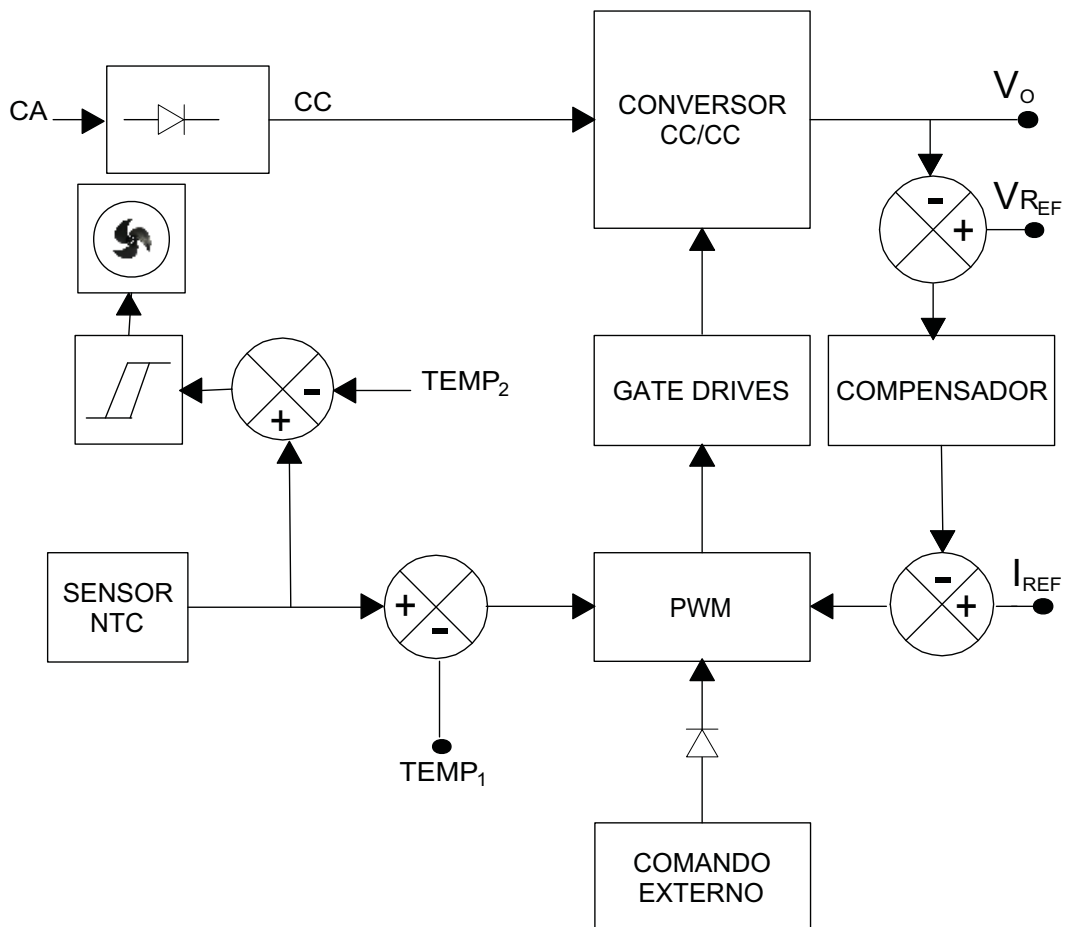 CA
CC
CONVERSOR
CC/CC
Vo
-
+
VREF
-
+
TEMP2
GATE DRIVES
COMPENSADOR
SENSOR
NTC
+
-
PWM
-
+
IREF
TEMP1
COMANDO
EXTERNO